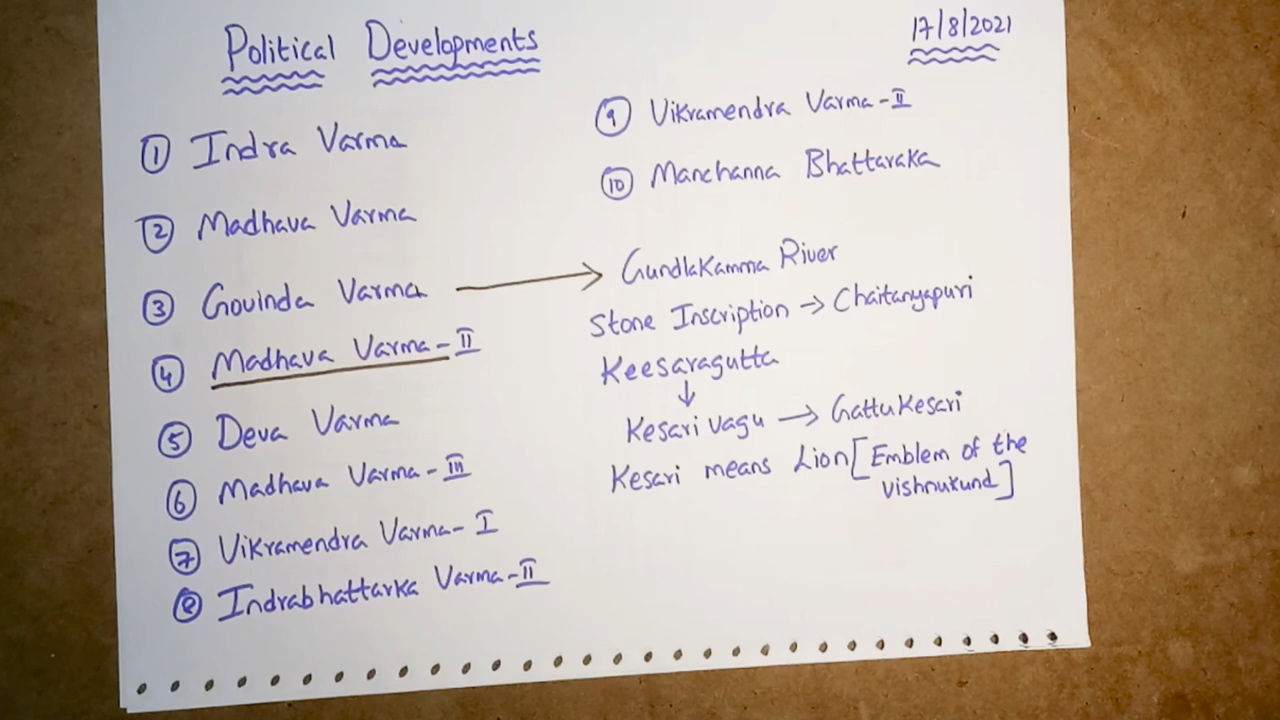 Political Developments
17/8/2021
① Indra Varma
② Madhava Varma
③ Govinda Varma → Gundlakamma River
④ Madhava Varma-II
⑤ Deva Varma
⑥ Madhava Varma-III
⑦ Vikramendra Varma-I
⑧ Indrabhattarka Varma-II
⑨ Vikramendra Varma-II
⑩ Manchanna Bhattaraka
Stone Inscription → Chaitanyapuri
Keesaragutta
↓
Kesari vagu → Gattu Kesari
Kesari means Lion [Emblem of the
vishnukund]